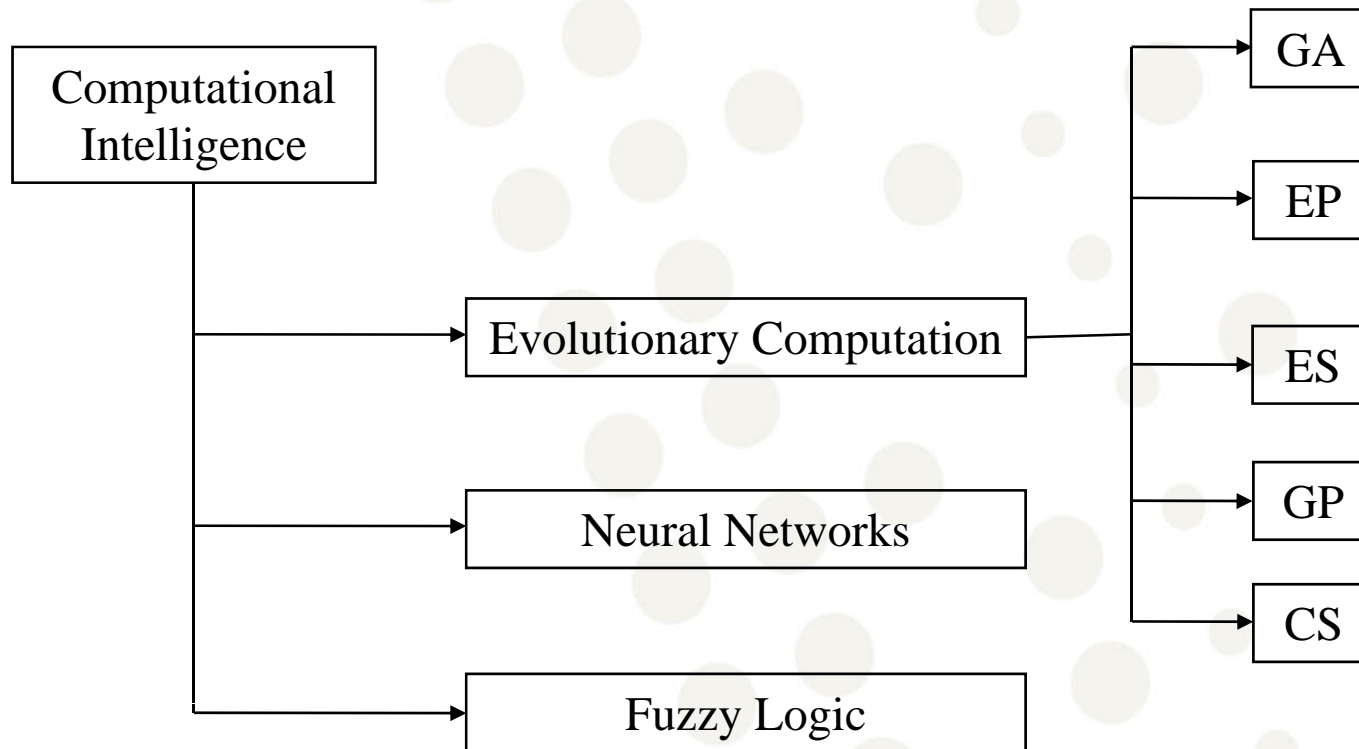 Computational
Intelligence
Evolutionary Computation
Neural Networks
Fuzzy Logic
GA
EP
ES
GP
CS